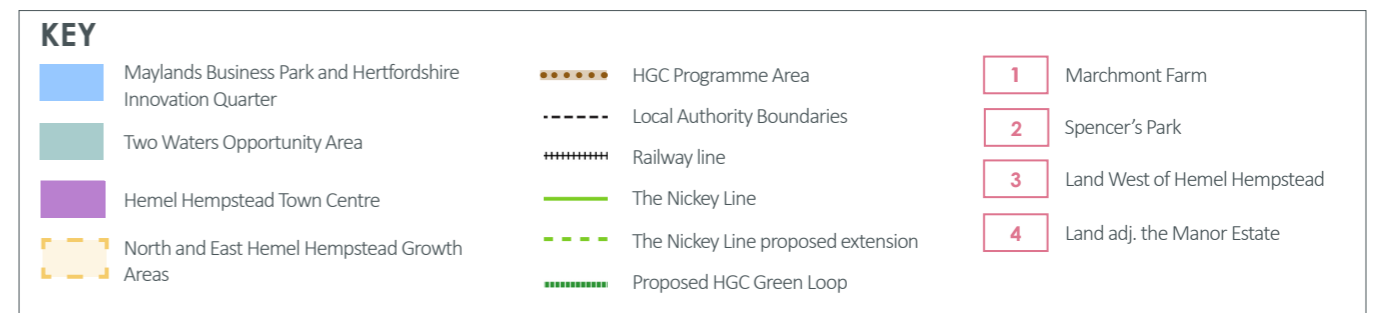 KEY
Maylands Business Park and Hertfordshire
Innovation Quarter
Two Waters Opportunity Area
Hemel Hempstead Town Centre
North and East Hemel Hempstead Growth
Areas
HGC Programme Area
Local Authority Boundaries
Railway line
The Nickey Line
The Nickey Line proposed extension
Proposed HGC Green Loop
1 Marchmont Farm
2 Spencer’s Park
3 Land West of Hemel Hempstead
4 Land adj. the Manor Estate